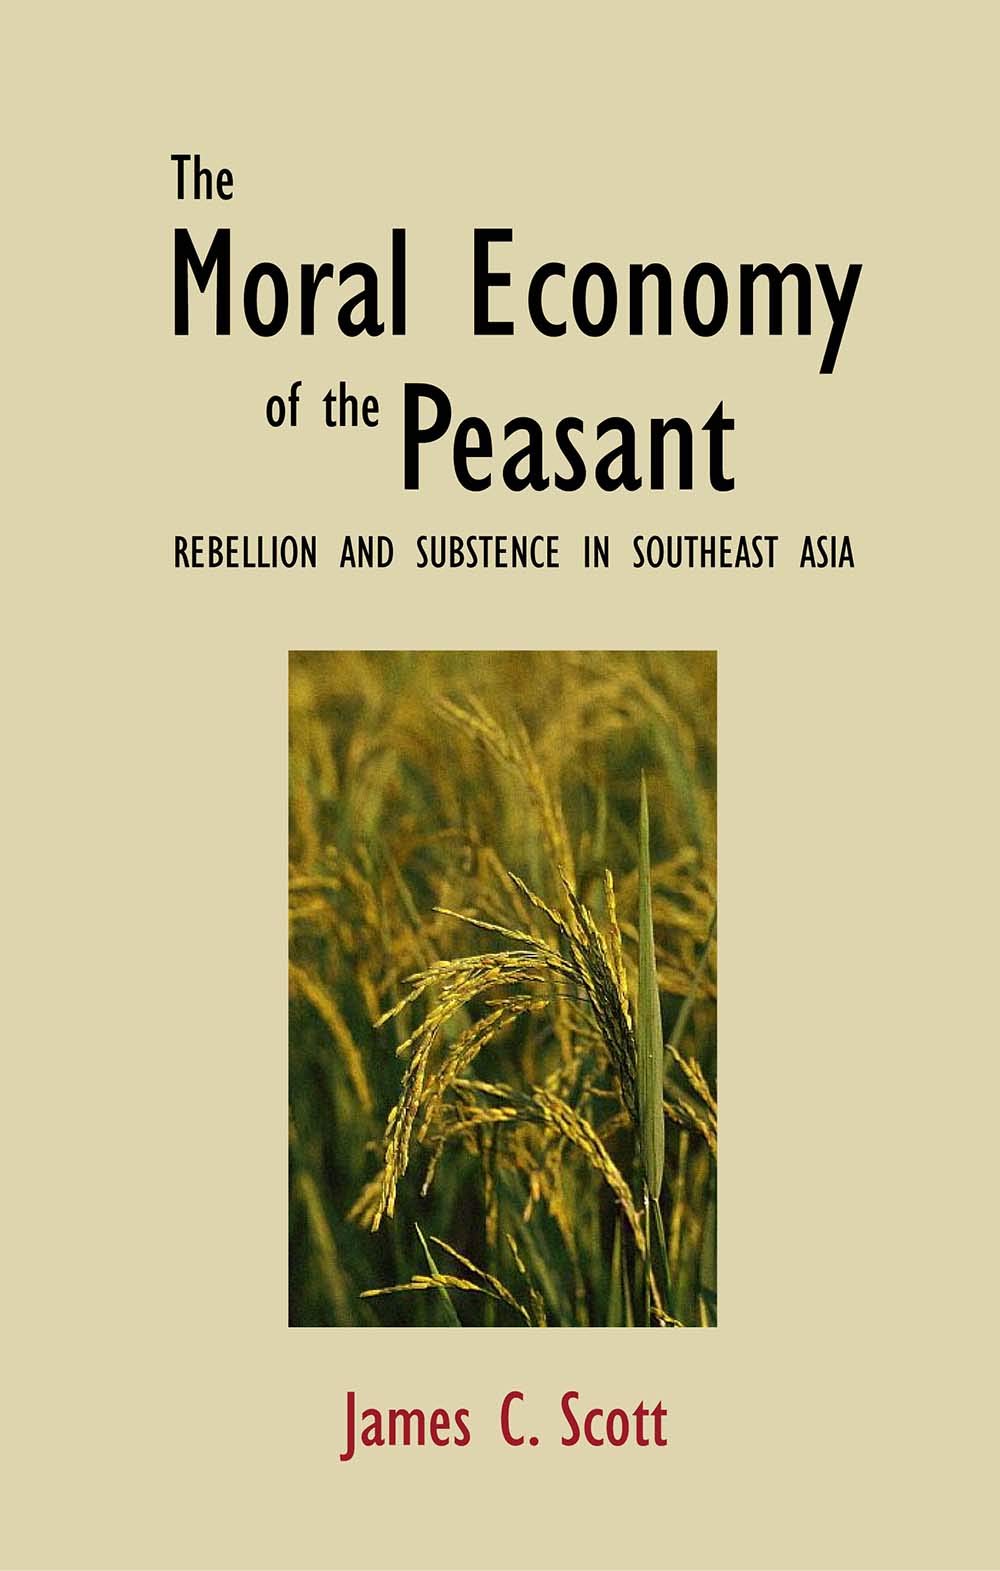 The
Moral Economy
of the Peasant
REBELLION AND SUBSTENCE IN SOUTHEAST ASIA
James C. Scott